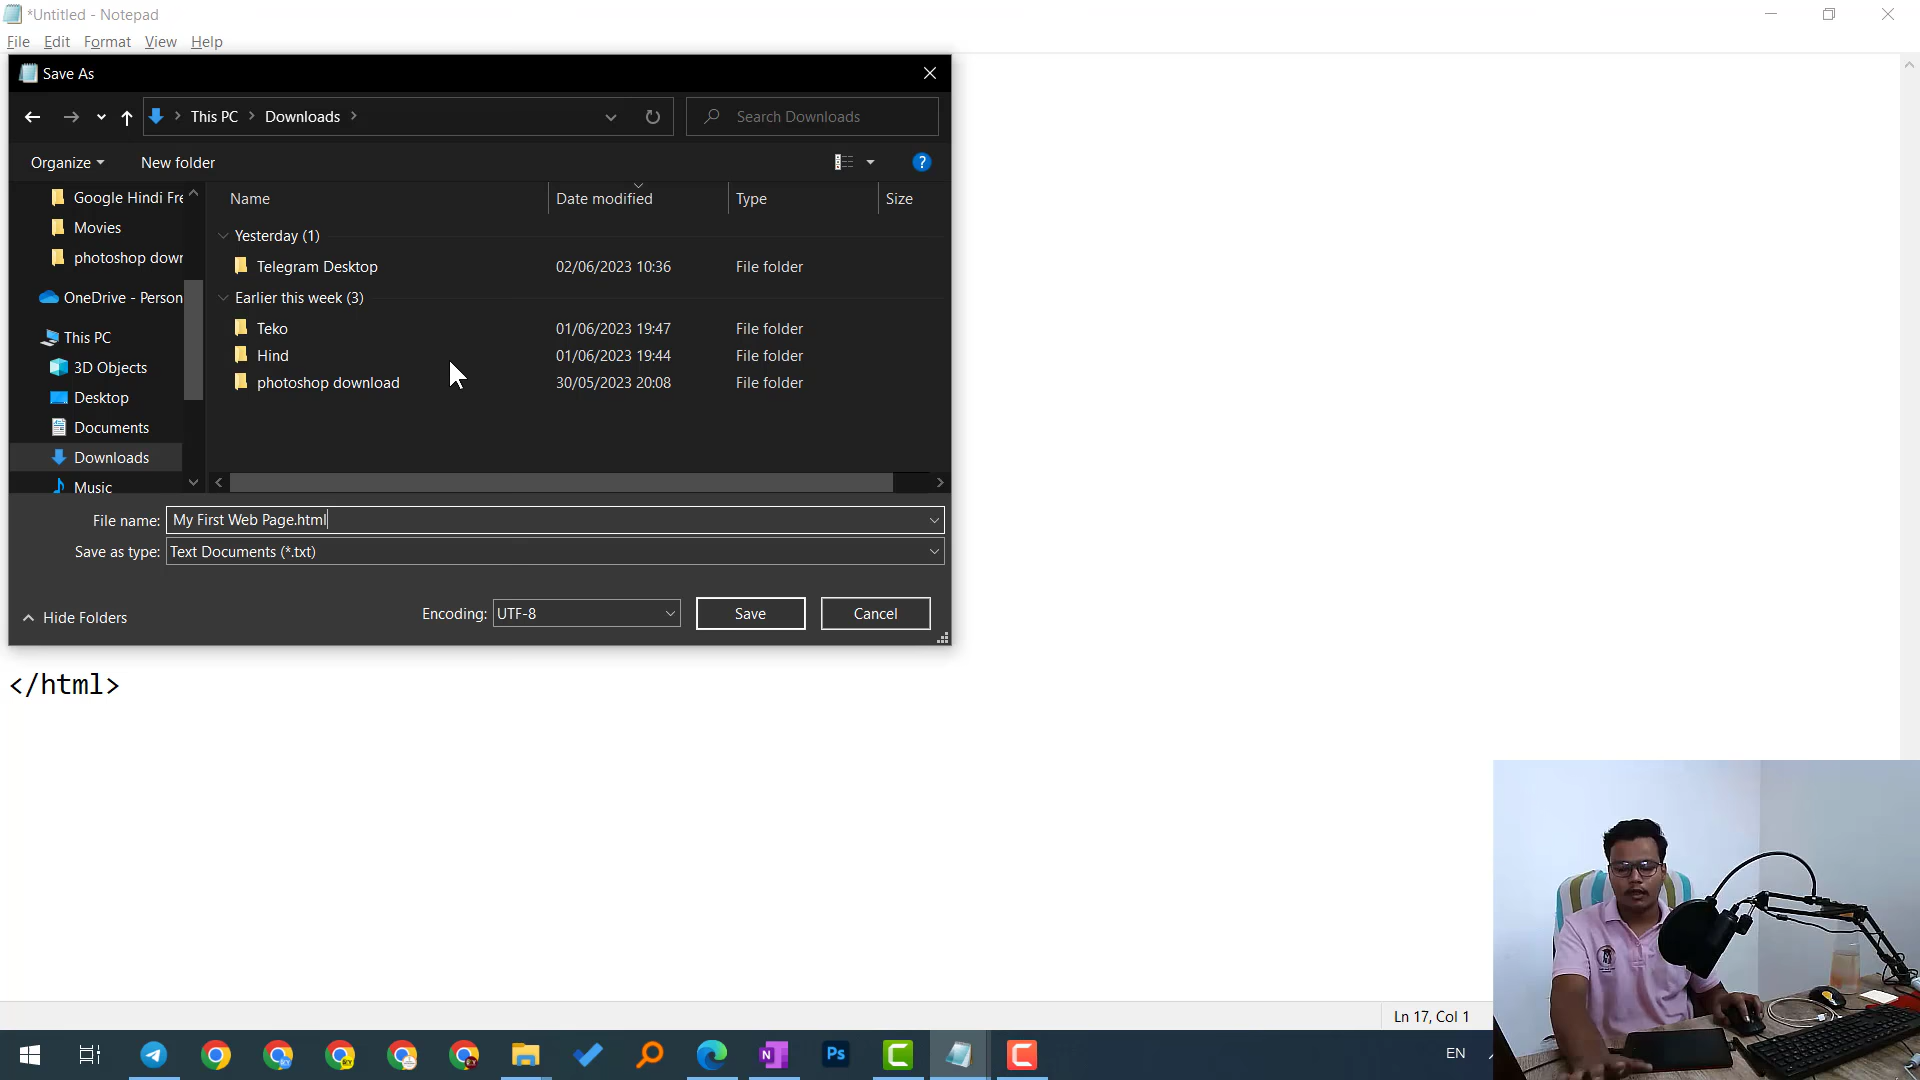 *Untitled - Notepad
File Edit Format View Help
Save As
This PC Downloads
Search Downloads
Organize New folder
?
Google Hindi Fre
Movies
photoshop down
OneDrive - Person
This PC
3D Objects
Desktop
Documents
Downloads
Music
Name Date modified Type Size
Yesterday (1)
Telegram Desktop 02/06/2023 10:36 File folder
Earlier this week (3)
Teko 01/06/2023 19:47 File folder
Hind 01/06/2023 19:44 File folder
photoshop download 30/05/2023 20:08 File folder
File name: My First Web Page.html
Save as type: Text Documents (*.txt)
Hide Folders
Encoding: UTF-8
Save
Cancel
</html>
Ln 17, Col 1
N
Ps
C
C
EN